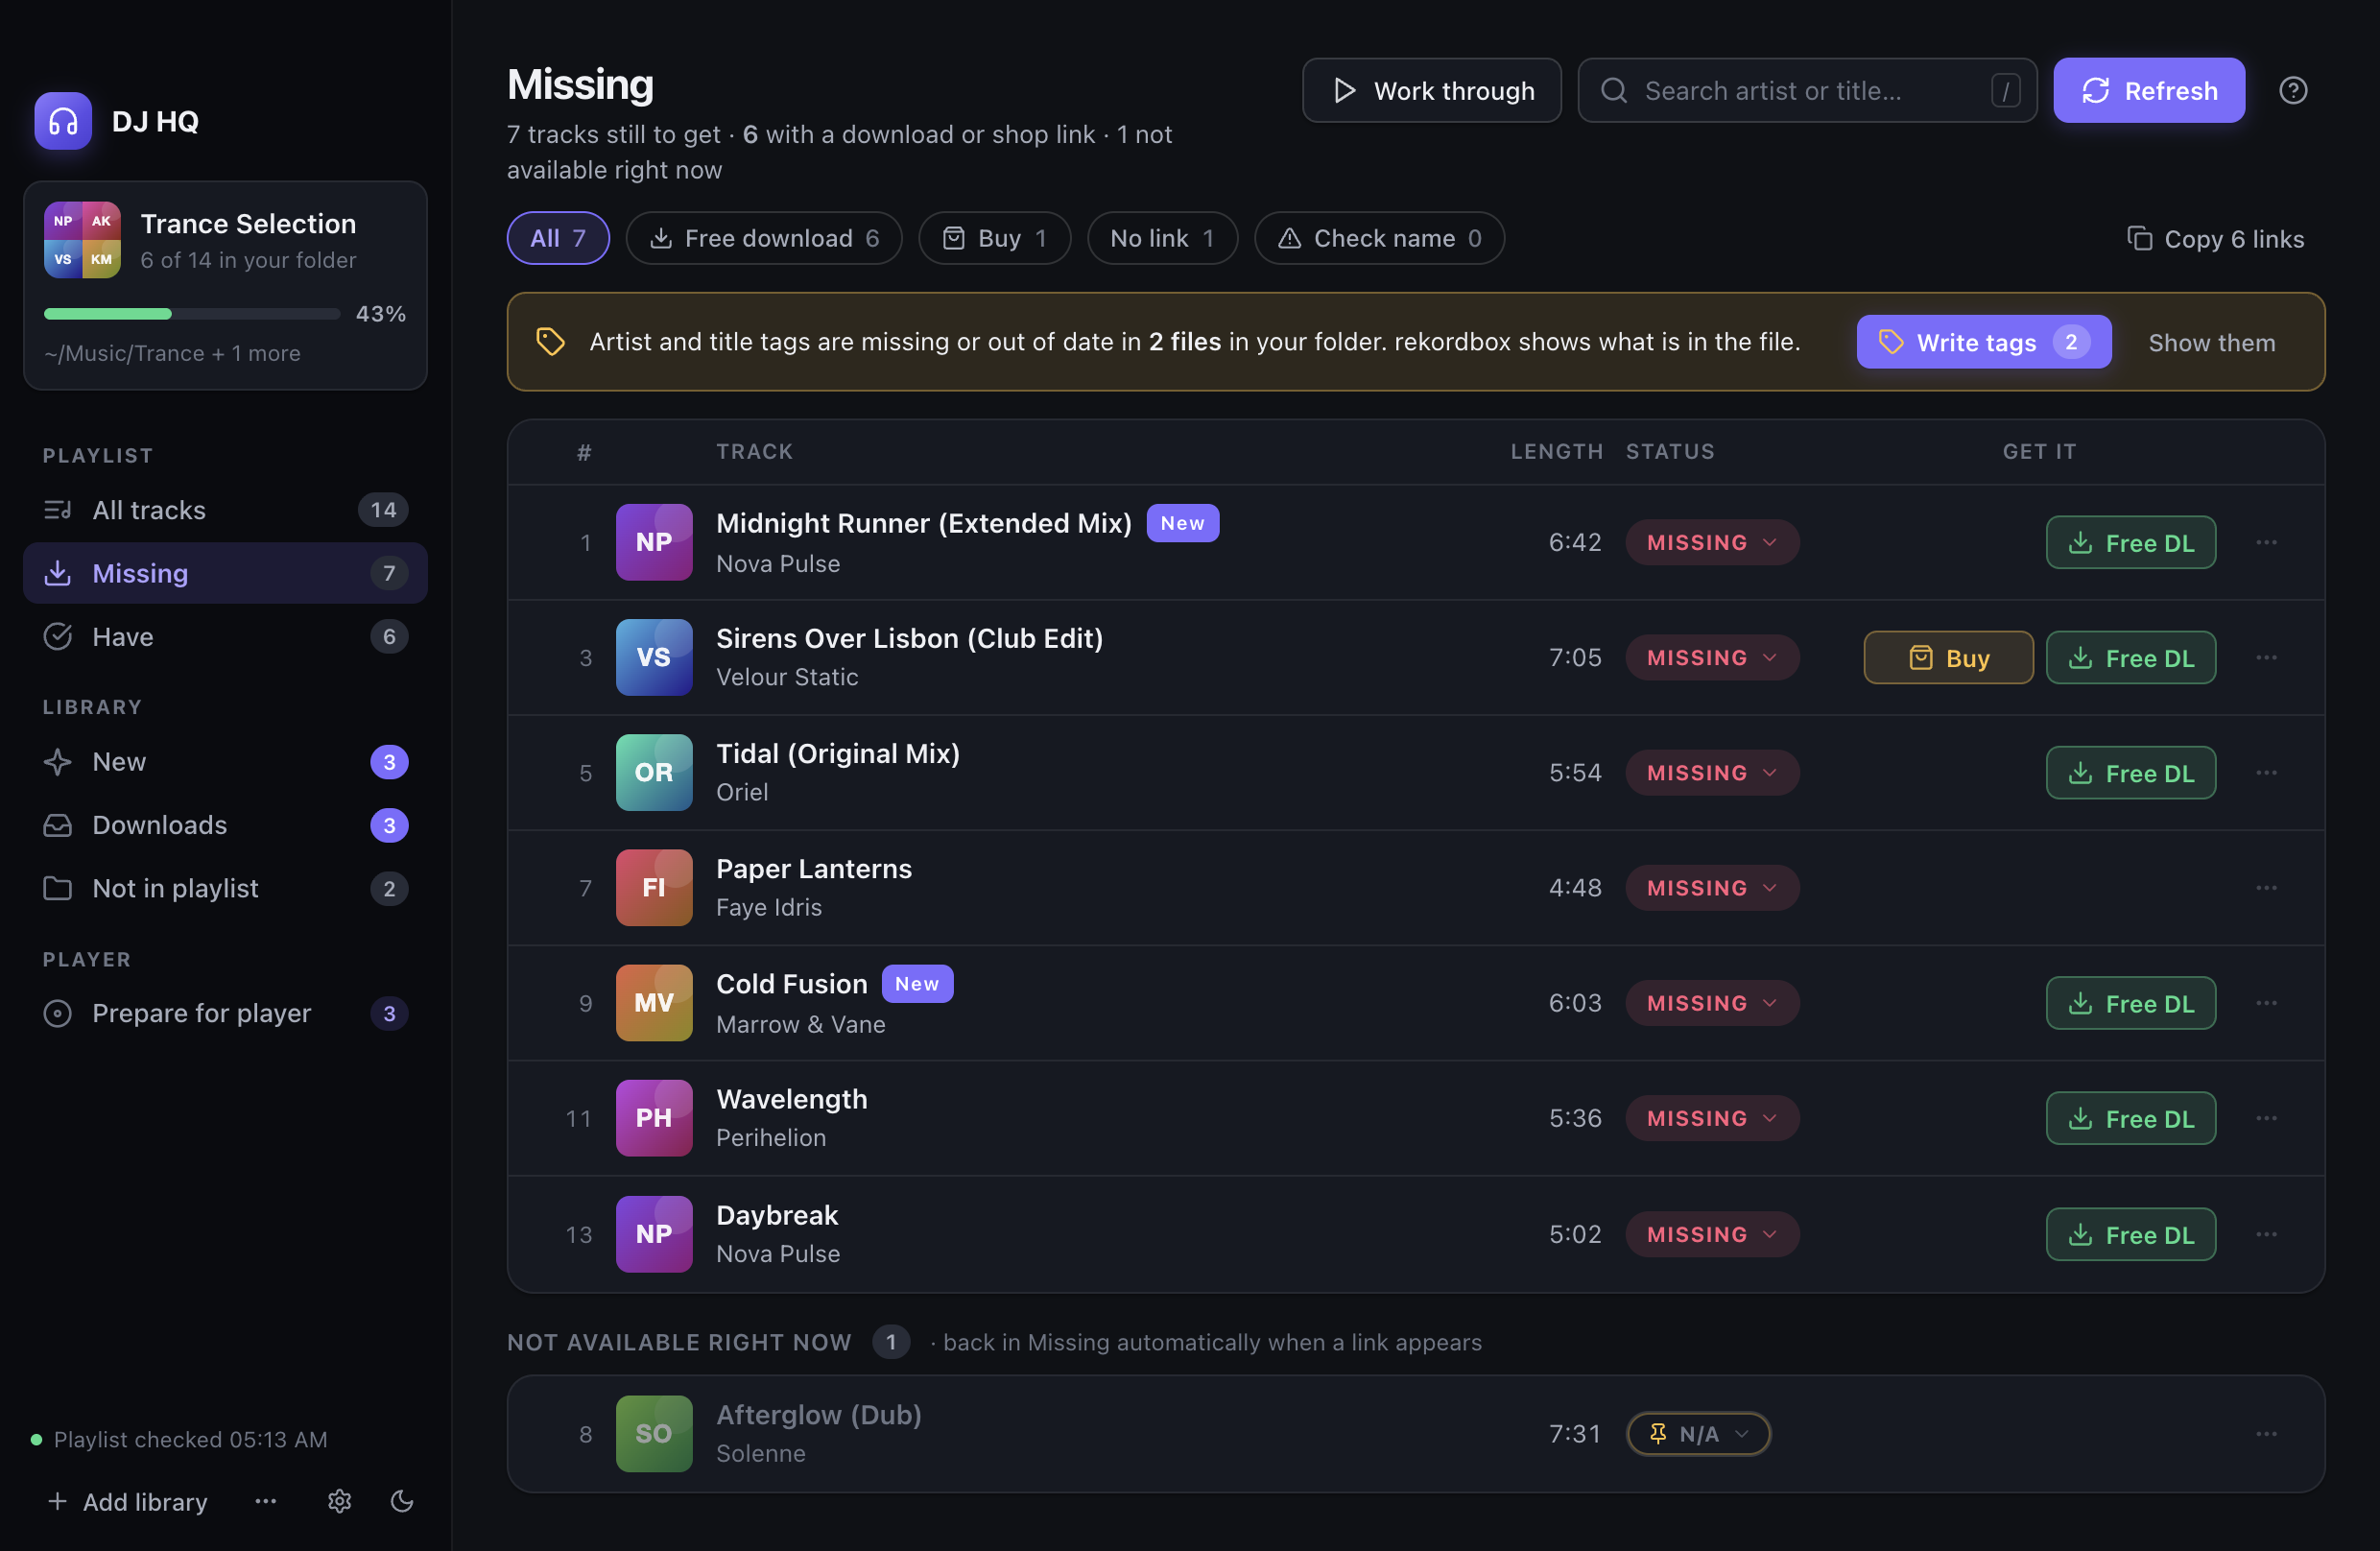 DJ HQ
NP AK VS KM
Trance Selection
6 of 14 in your folder
43%
~/Music/Trance + 1 more
PLAYLIST
All tracks 14
Missing 7
Have 6
LIBRARY
New 3
Downloads 3
Not in playlist 2
PLAYER
Prepare for player 3
Playlist checked 05:13 AM
+ Add library ···
Missing
7 tracks still to get · 6 with a download or shop link · 1 not
available right now
Work through
Search artist or title... /
Refresh
?
All 7
Free download 6
Buy 1
No link 1
Check name 0
Copy 6 links
Artist and title tags are missing or out of date in 2 files in your folder. rekordbox shows what is in the file.
Write tags 2
Show them
# TRACK LENGTH STATUS GET IT
1 NP Midnight Runner (Extended Mix) New 6:42 MISSING Free DL ···
Nova Pulse
3 VS Sirens Over Lisbon (Club Edit) 7:05 MISSING Buy Free DL ···
Velour Static
5 OR Tidal (Original Mix) 5:54 MISSING Free DL ···
Oriel
7 FI Paper Lanterns 4:48 MISSING ···
Faye Idris
9 MV Cold Fusion New 6:03 MISSING Free DL ···
Marrow & Vane
11 PH Wavelength 5:36 MISSING Free DL ···
Perihelion
13 NP Daybreak 5:02 MISSING Free DL ···
Nova Pulse
NOT AVAILABLE RIGHT NOW 1 · back in Missing automatically when a link appears
8 SO Afterglow (Dub) 7:31 N/A ···
Solenne